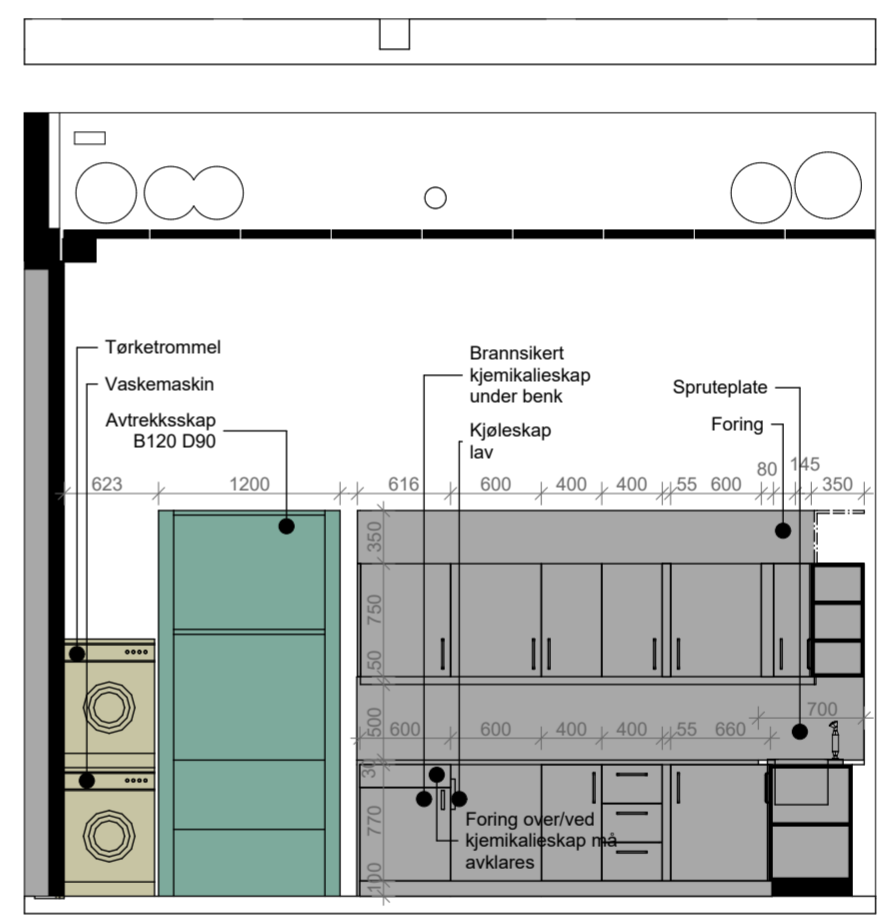 Tørketrommel
Vaskemaskin
Avtrekksskap
B120 D90
Brannsikert
kjemikalieskap
under benk
Kjøleskap
lav
Spruteplate
Foring
623
1200
616
600
400
400
55
600
80
145
350
350
750
50
500
30
770
100
600
600
400
400
55
660
700
Foring over/ved
kjemikalieskap må
avklares